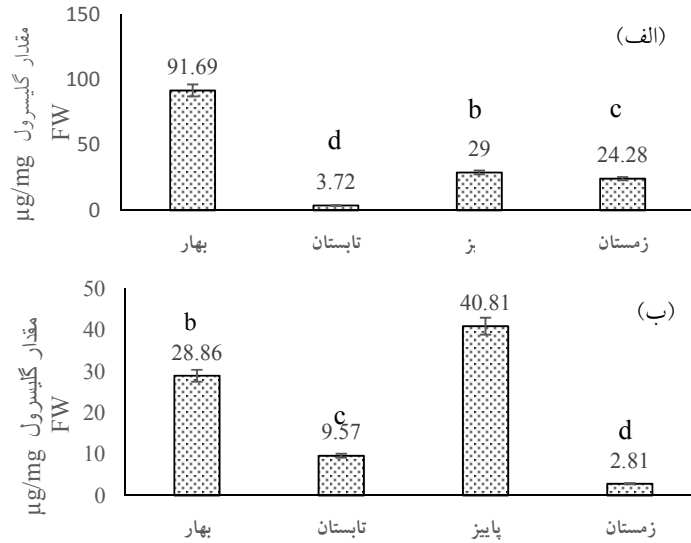 (الف)
مقدار گلیسرول
µg/mg FW
150
100
50
0
91.69
d
3.72
b
29
c
24.28
بهار
تابستان
یز
زمستان
(ب)
مقدار گلیسرول
µg/mg FW
50
40
30
20
10
0
b
28.86
c
9.57
40.81
d
2.81
بهار
تابستان
پاییز
زمستان